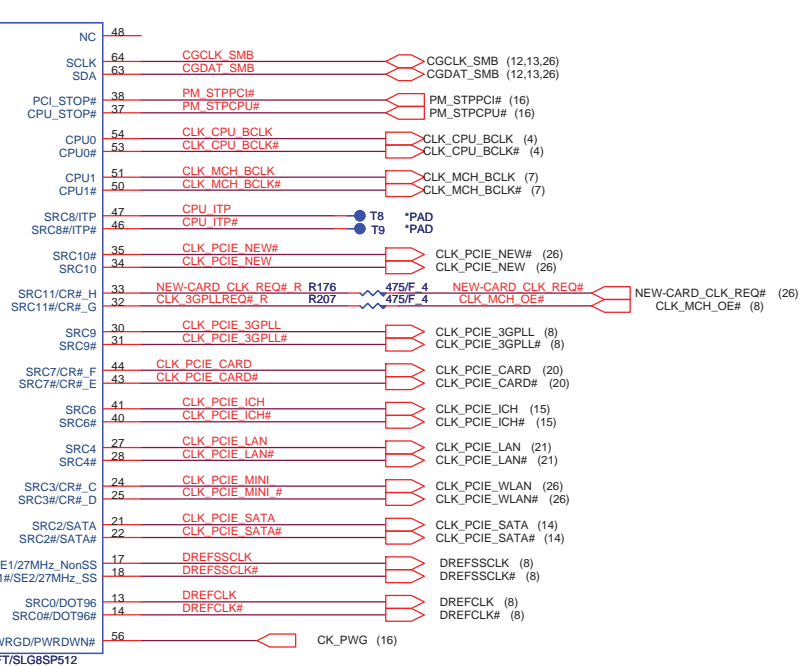 NC 48
SCLK 64 CGCLK_SMB CGCLK_SMB (12,13,26)
SDA 63 CGDAT_SMB CGDAT_SMB (12,13,26)
PCI_STOP# 38 PM_STPPCI# PM_STPPCI# (16)
CPU_STOP# 37 PM_STPCPU# PM_STPCPU# (16)
CPU0 54 CLK_CPU_BCLK CLK_CPU_BCLK (4)
CPU0# 53 CLK_CPU_BCLK# CLK_CPU_BCLK# (4)
CPU1 51 CLK_MCH_BCLK CLK_MCH_BCLK (7)
CPU1# 50 CLK_MCH_BCLK# CLK_MCH_BCLK# (7)
SRC8/ITP 47 CPU_ITP T8 *PAD
SRC8#/ITP# 46 CPU_ITP# T9 *PAD
SRC10# 35 CLK_PCIE_NEW# CLK_PCIE_NEW# (26)
SRC10 34 CLK_PCIE_NEW CLK_PCIE_NEW (26)
SRC11/CR#_H 33 NEW-CARD_CLK_REQ#_R R176 475/F_4 NEW-CARD_CLK_REQ# NEW-CARD_CLK_REQ# (26)
SRC11#/CR#_G 32 CLK_3GPLLREQ#_R R207 475/F_4 CLK_MCH_OE# CLK_MCH_OE# (8)
SRC9 30 CLK_PCIE_3GPLL CLK_PCIE_3GPLL (8)
SRC9# 31 CLK_PCIE_3GPLL# CLK_PCIE_3GPLL# (8)
SRC7/CR#_F 44 CLK_PCIE_CARD CLK_PCIE_CARD (20)
SRC7#/CR#_E 43 CLK_PCIE_CARD# CLK_PCIE_CARD# (20)
SRC6 41 CLK_PCIE_ICH CLK_PCIE_ICH (15)
SRC6# 40 CLK_PCIE_ICH# CLK_PCIE_ICH# (15)
SRC4 27 CLK_PCIE_LAN CLK_PCIE_LAN (21)
SRC4# 28 CLK_PCIE_LAN# CLK_PCIE_LAN# (21)
SRC3/CR#_C 24 CLK_PCIE_MINI CLK_PCIE_WLAN (26)
SRC3#/CR#_D 25 CLK_PCIE_MINI_# CLK_PCIE_WLAN# (26)
SRC2/SATA 21 CLK_PCIE_SATA CLK_PCIE_SATA (14)
SRC2#/SATA# 22 CLK_PCIE_SATA# CLK_PCIE_SATA# (14)
E1/27MHz_NonSS 17 DREFSSCLK DREFSSCLK (8)
1#/SE2/27MHz_SS 18 DREFSSCLK# DREFSSCLK# (8)
SRC0/DOT96 13 DREFCLK DREFCLK (8)
SRC0#/DOT96# 14 DREFCLK# DREFCLK# (8)
WRGD/PWRDWN# 56 CK_PWG (16)
FT/SLG8SP512